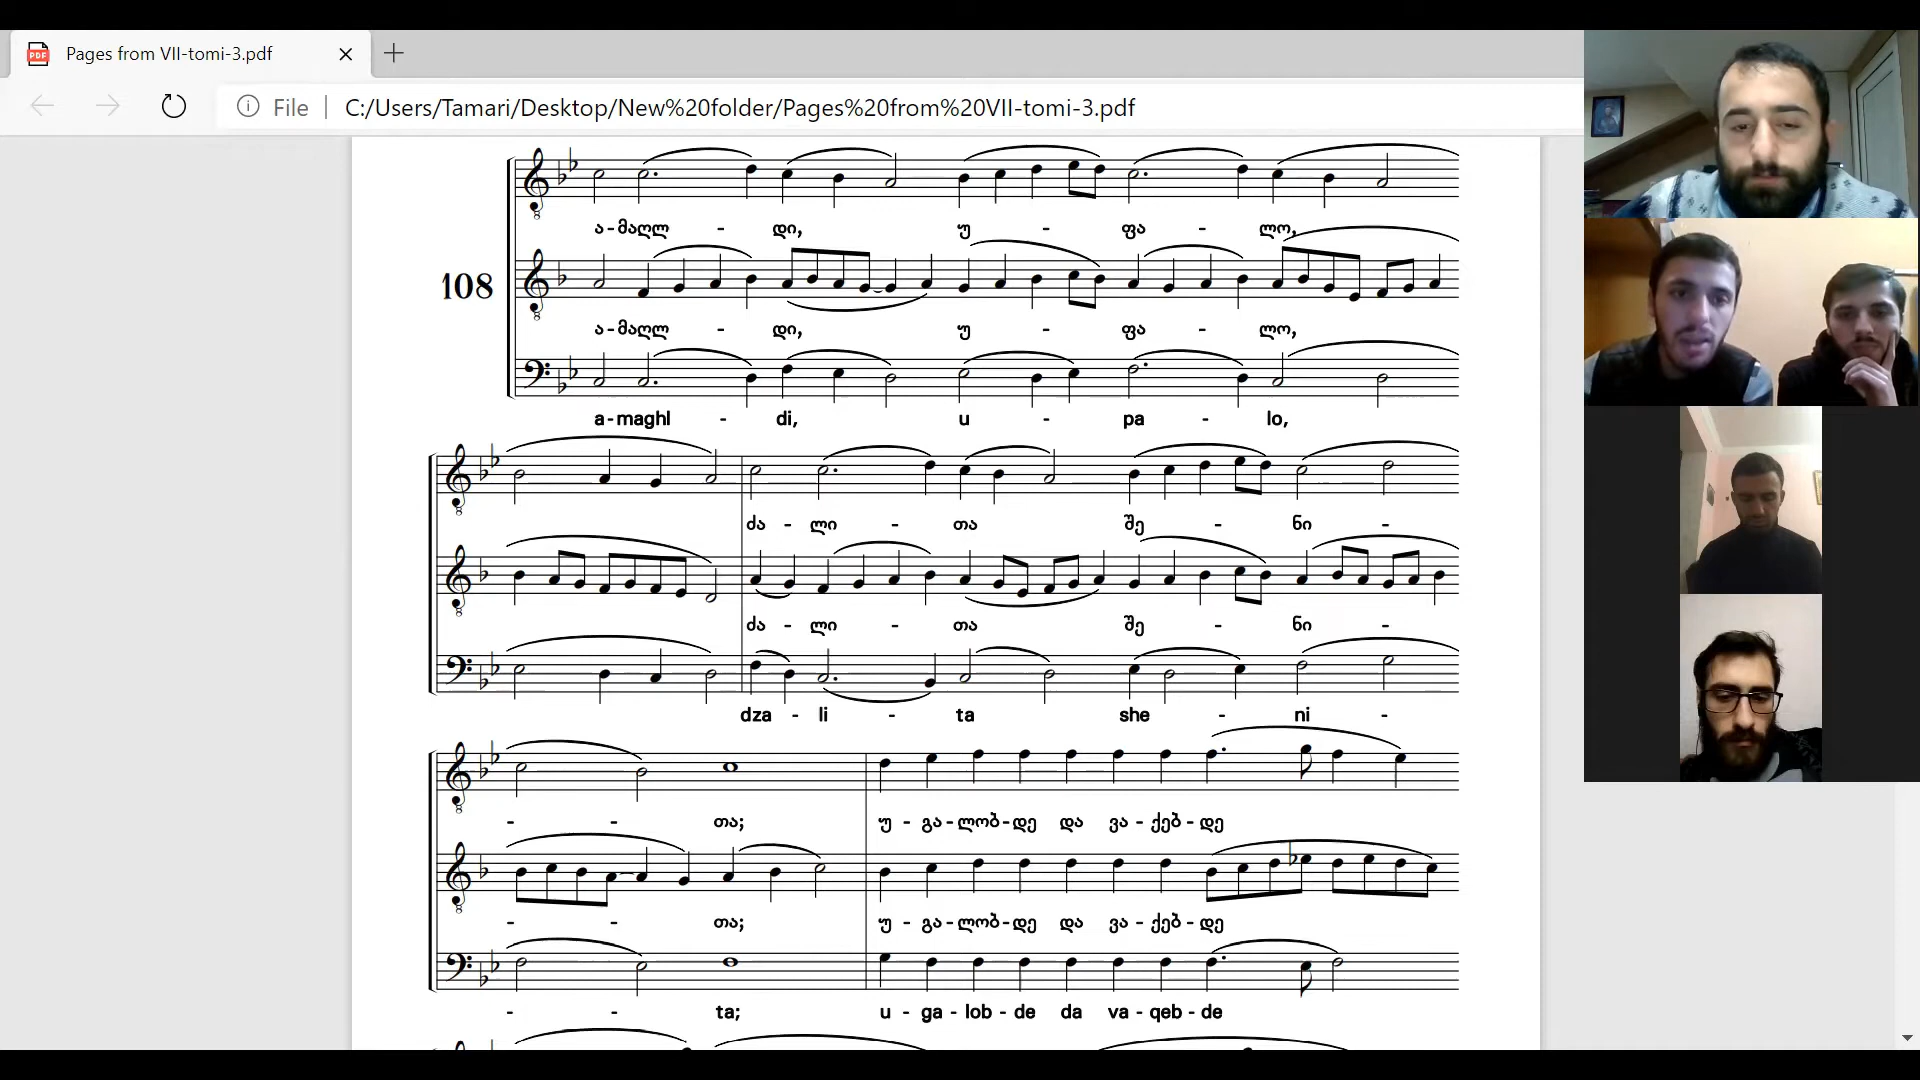 Pages from VII-tomi-3.pdf
File
C:/Users/Tamari/Desktop/New%20folder/Pages%20from%20VII-tomi-3.pdf
ა-მაღლ - დი, უ - ფა - ლო,
108
ა-მაღლ - დი, უ - ფა - ლო,
a-maghl - di, u - pa - lo,
ძა - ლი - თა შე - ნი -
ძა - ლი - თა შე - ნი -
dza - li - ta she - ni -
- - თა; უ - გა - ლობ - დე და ვა - ქებ - დე
- - თა; უ - გა - ლობ - დე და ვა - ქებ - დე
- - ta; u - ga - lob - de da va - qeb - de